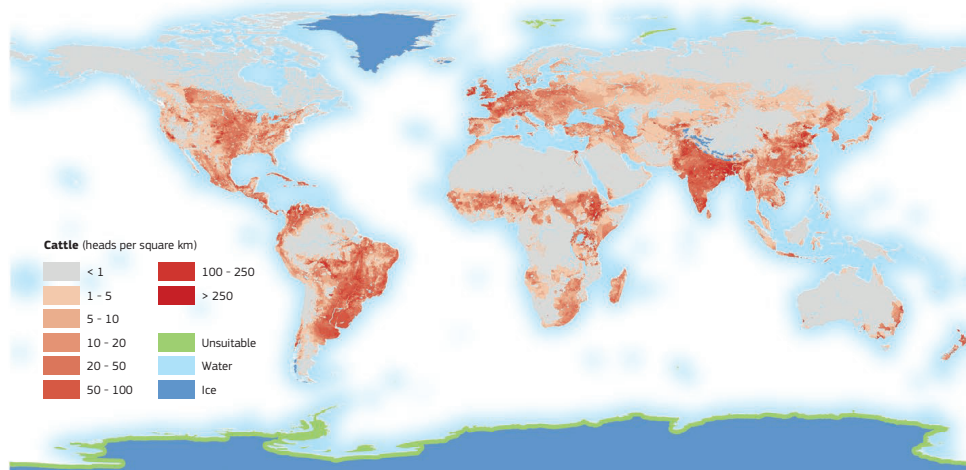 Cattle (heads per square km)
< 1
1 - 5
5 - 10
10 - 20
20 - 50
50 - 100
100 - 250
> 250
Unsuitable
Water
Ice